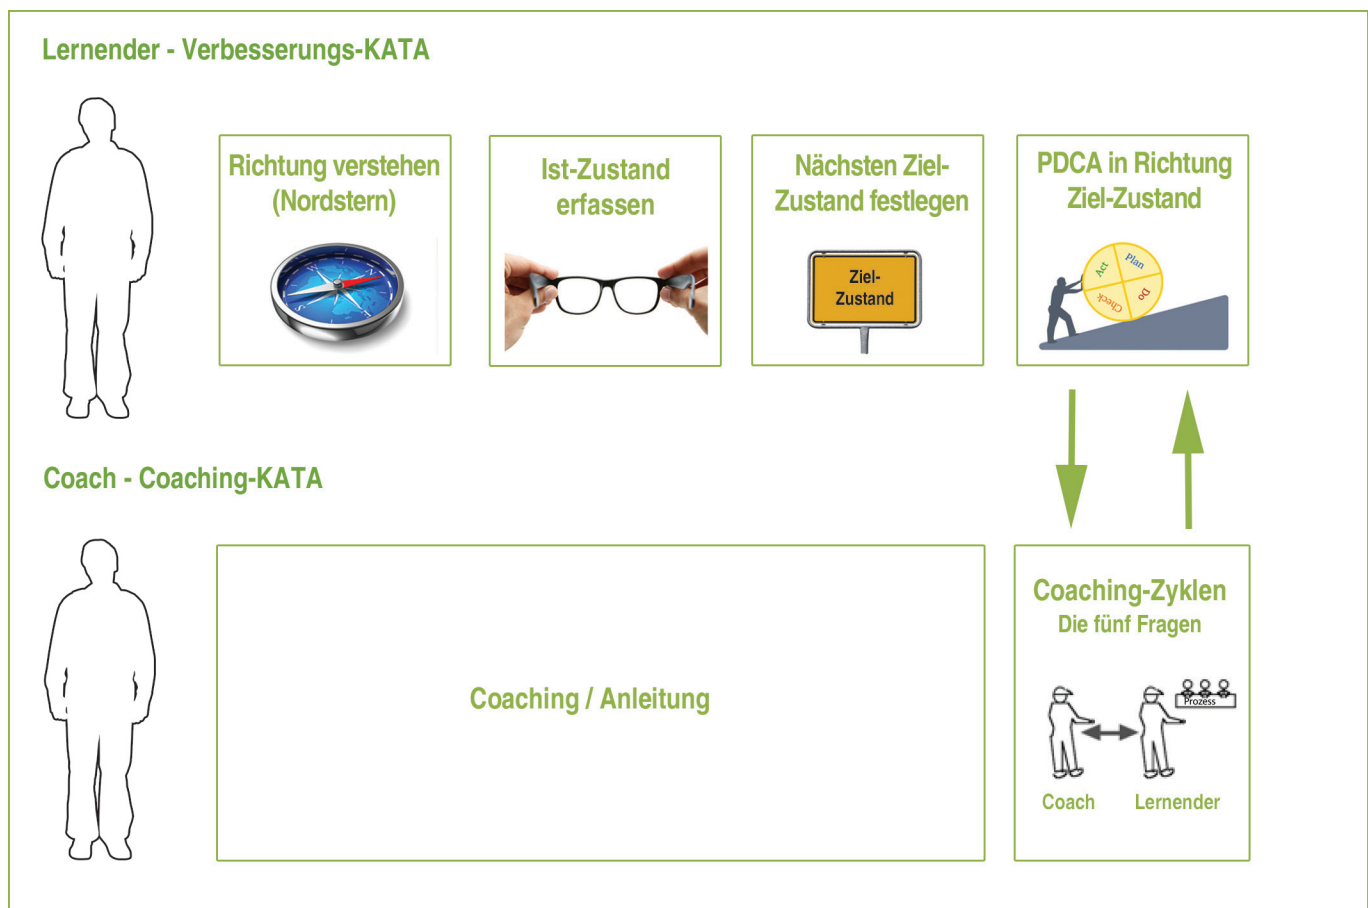 Lernender - Verbesserungs-KATA
Richtung verstehen
(Nordstern)
Ist-Zustand
erfassen
Nächsten Ziel-
Zustand festlegen
PDCA in Richtung
Ziel-Zustand
N
W
S
E
Ziel-
Zustand
Act
Plan
Check
Do
Coach - Coaching-KATA
Coaching / Anleitung
Coaching-Zyklen
Die fünf Fragen
Prozess
Coach
Lernender